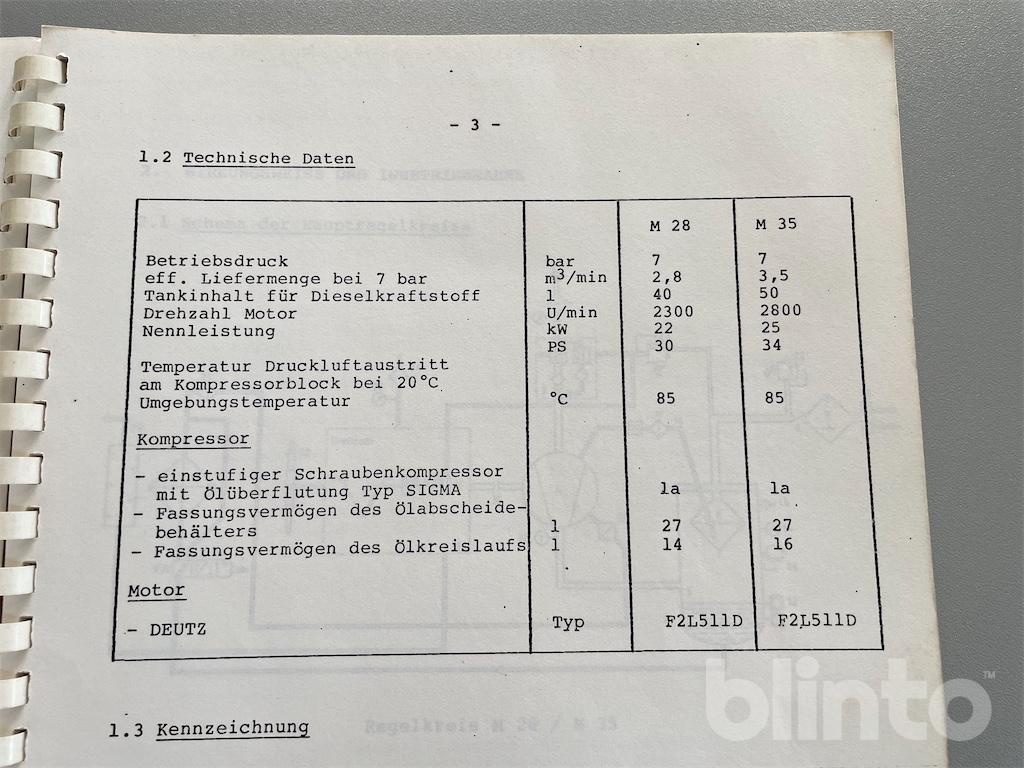 - 3 -
1.2 Technische Daten
M 28 M 35
Betriebsdruck bar 7 7
eff. Liefermenge bei 7 bar m3/min 2,8 3,5
Tankinhalt für Dieselkraftstoff l 40 50
Drehzahl Motor U/min 2300 2800
Nennleistung kW 22 25
PS 30 34
Temperatur Druckluftaustritt
am Kompressorblock bei 20°C
Umgebungstemperatur °C 85 85
Kompressor
- einstufiger Schraubenkompressor
mit Ölüberflutung Typ SIGMA la la
- Fassungsvermögen des Ölabscheide-
behälters l 27 27
- Fassungsvermögen des Ölkreislaufs l 14 16
Motor
- DEUTZ Typ F2L511D F2L511D
1.3 Kennzeichnung
Regelkreis M 28 / M 35
blinto™